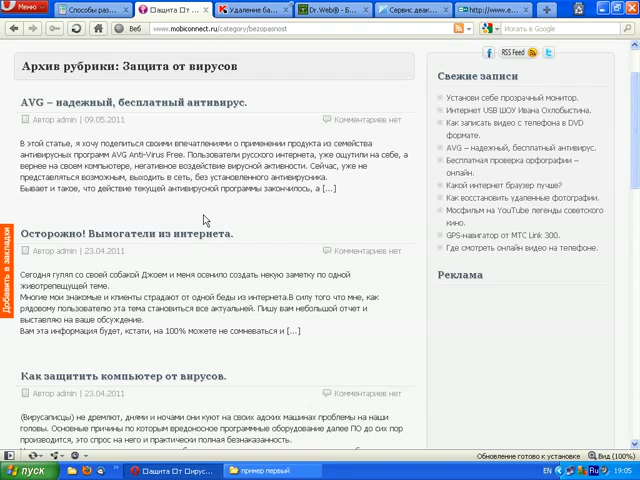 Меню
Способы раз...
Защита От ...
Удаление ба...
Dr.Web® - Б...
Сервис деак...
http://www.e...
Веб
www.mobiconnect.ru/category/bezopasnost
Искать в Google
Архив рубрики: Защита от вирусов
AVG – надежный, бесплатный антивирус.
Автор admin | 09.05.2011
Комментариев нет
В этой статье, я хочу поделиться своими впечатлениями о применении продукта из семейства
антивирусных программ AVG Anti-Virus Free. Пользователи русского интернета, уже ощутили на себе, а
вернее на своем компьютере, негативное воздействие вирусной активности. Сейчас, уже не
представляться возможным, выходить в сеть, без установленного антивирусника.
Бывает и такое, что действие текущей антивирусной программы закончилось, а [...]
Осторожно! Вымогатели из интернета.
Автор admin | 23.04.2011
Комментариев нет
Сегодня гулял со своей собакой Джоем и меня осенило создать некую заметку по одной
животрепещущей теме.
Многие мои знакомые и клиенты страдают от одной беды из интернета.В силу того что мне, как
рядовому пользователю эта тема становиться все актуальней. Пишу вам небольшой отчет и
выставляю на ваше обсуждение.
Вам эта информация будет, кстати, на 100% можете не сомневаться и [...]
Как защитить компьютер от вирусов.
Автор admin | 23.04.2011
Комментариев нет
(Вирусаписцы) не дремлют, днями и ночами они куют на своих адских машинах проблемы на наши
головы. Основные причины по которым вредоносное программные оборудование далее ПО до сих пор
производится, это спрос на него и практически полная безнаказанность.
RSS Feed
Свежие записи
Установи себе прозрачный монитор.
Интернет USB ШОУ Ивана Охлобыстина.
Как записать видео с телефона в DVD
формате.
AVG – надежный, бесплатный антивирус.
Бесплатная проверка орфографии –
онлайн.
Какой интернет браузер лучше?
Как восстановить удаленные фотографии.
Мосфильм на YouTube легенды советского
кино.
GPS-навигатор от МТС Link 300.
Где смотреть онлайн видео на телефоне.
Реклама
Добавить в закладки
Обновление готово к установке
Вид (100%)
пуск
Защита От Вирус...
пример первый
EN
Ru
19:05